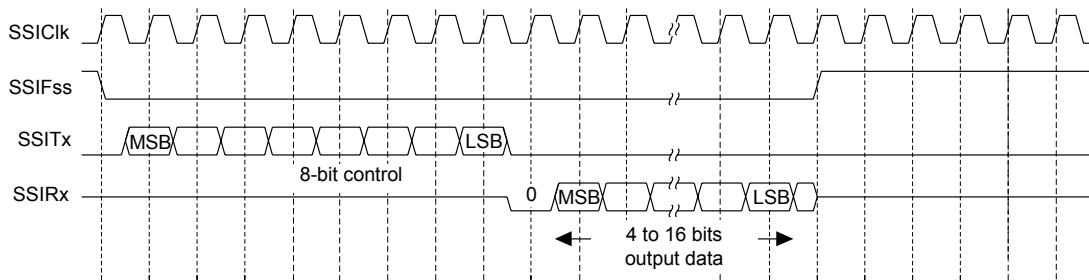 SSIClk
SSIFss
SSITx
MSB
LSB
8-bit control
SSIRx
0
MSB
LSB
4 to 16 bits
output data